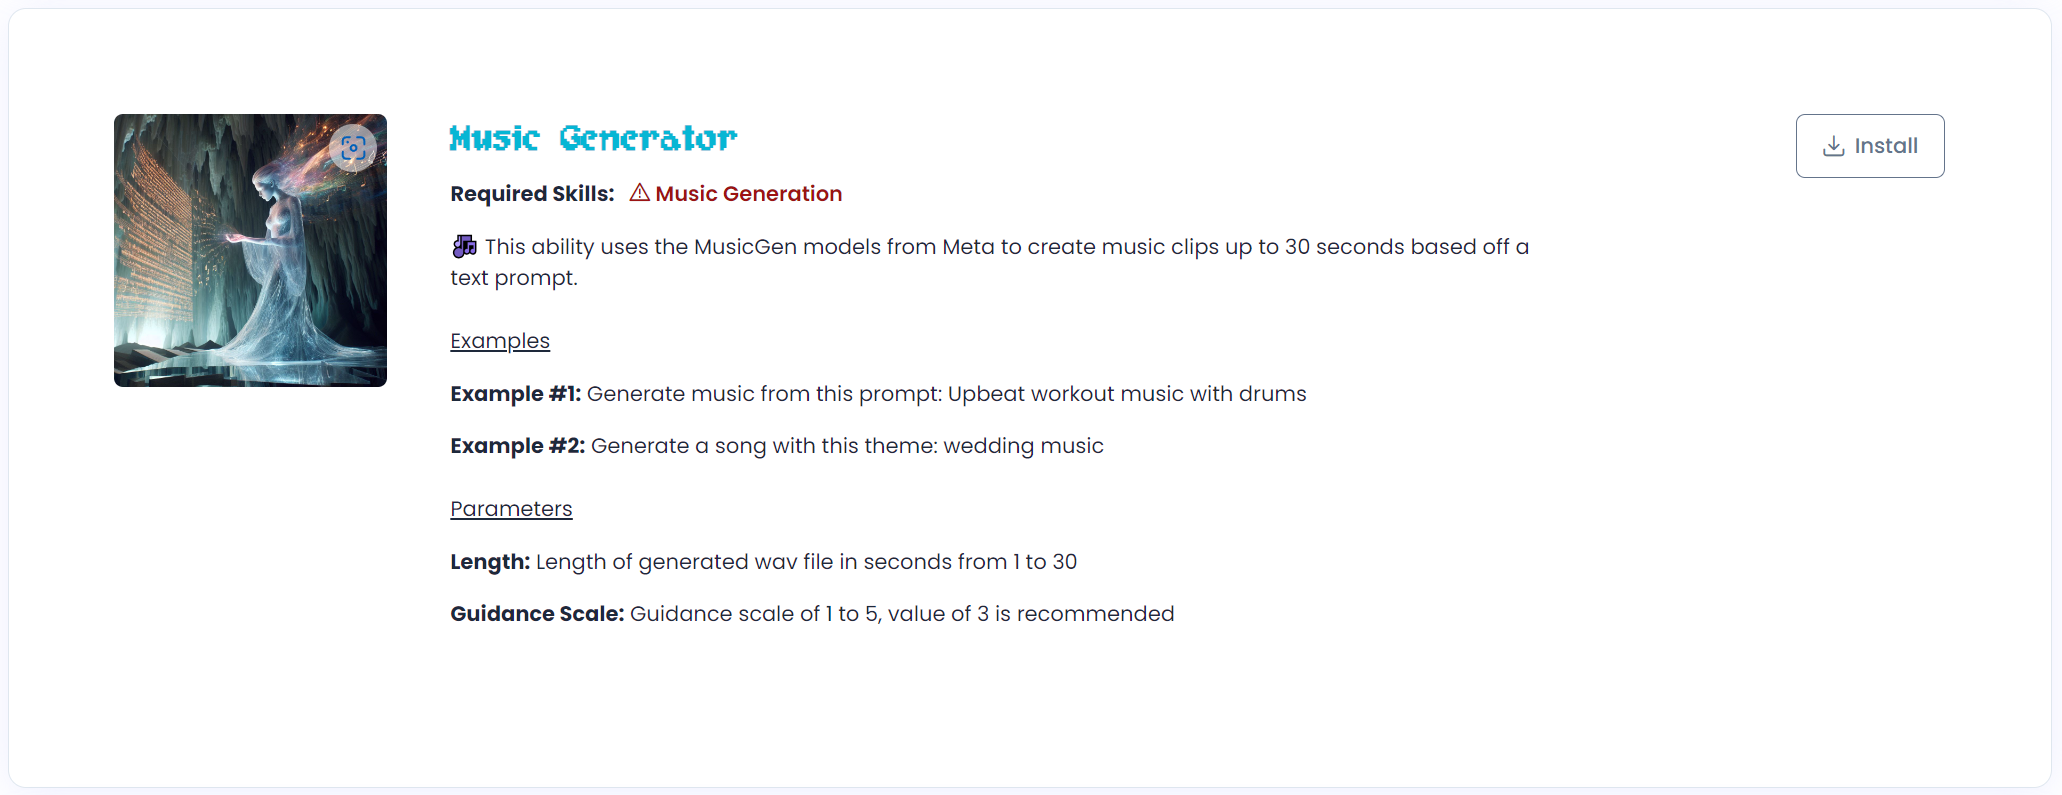 Music Generator
Install
Required Skills: Music Generation
This ability uses the MusicGen models from Meta to create music clips up to 30 seconds based off a
text prompt.
Examples
Example #1: Generate music from this prompt: Upbeat workout music with drums
Example #2: Generate a song with this theme: wedding music
Parameters
Length: Length of generated wav file in seconds from 1 to 30
Guidance Scale: Guidance scale of 1 to 5, value of 3 is recommended